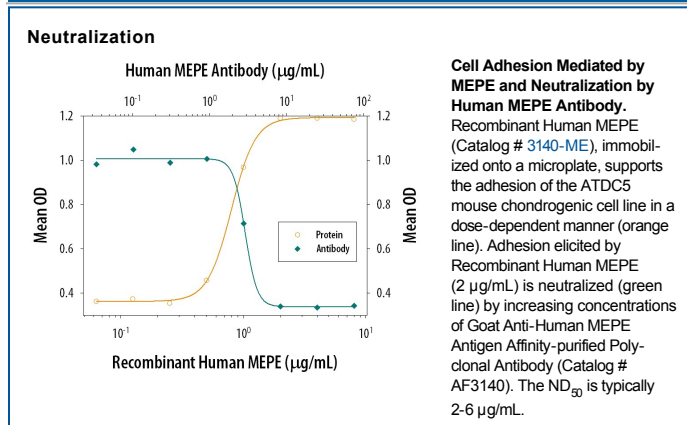 Neutralization
Human MEPE Antibody (µg/mL)
10⁻¹ 10⁰ 10¹ 10²
1.2 1.2
1.0 1.0
Mean OD
0.8 0.8
Mean OD
Protein
Antibody
0.6 0.6
0.4 0.4
10⁻¹ 10⁰ 10¹
Recombinant Human MEPE (µg/mL)
Cell Adhesion Mediated by
MEPE and Neutralization by
Human MEPE Antibody.
Recombinant Human MEPE
(Catalog # 3140-ME), immobil-
ized onto a microplate, supports
the adhesion of the ATDC5
mouse chondrogenic cell line in a
dose-dependent manner (orange
line). Adhesion elicited by
Recombinant Human MEPE
(2 µg/mL) is neutralized (green
line) by increasing concentrations
of Goat Anti-Human MEPE
Antigen Affinity-purified Poly-
clonal Antibody (Catalog #
AF3140). The ND₅₀ is typically
2-6 µg/mL.